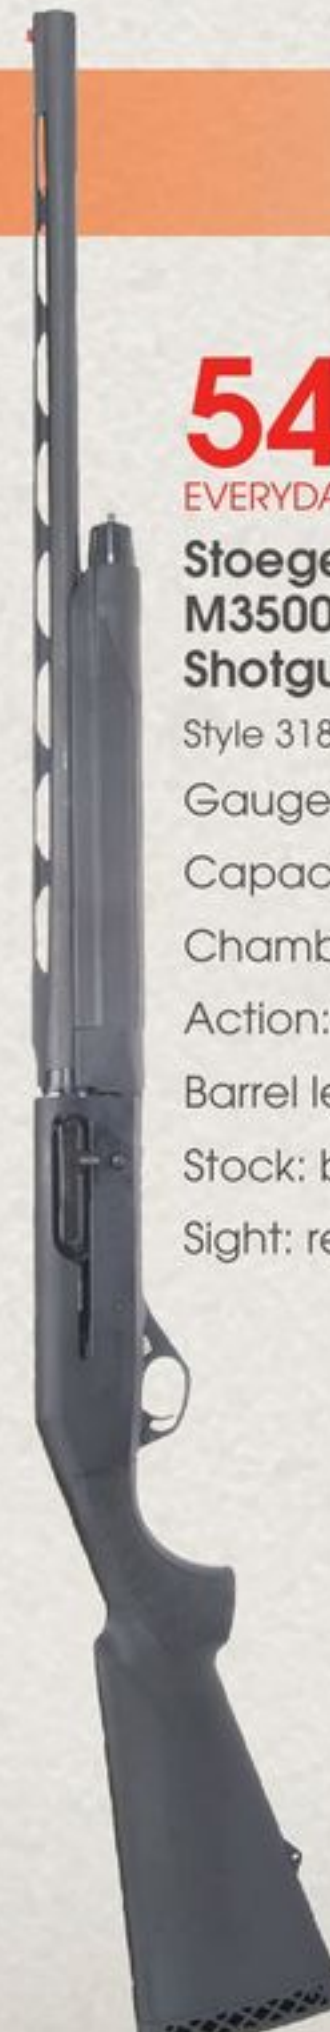 54
EVERYDA
Stoege
M3500
Shotgu
Style 318
Gauge
Capac
Chamb
Action:
Barrel le
Stock: b
Sight: re